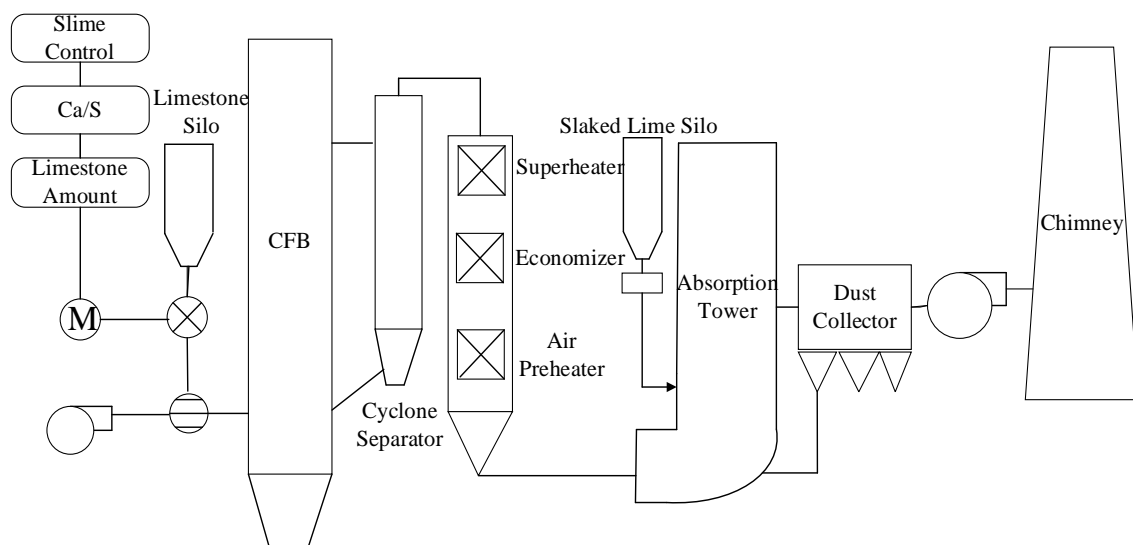 Slime
Control
Ca/S
Limestone
Amount
Limestone
Silo
M
CFB
Cyclone
Separator
Superheater
Economizer
Air
Preheater
Slaked Lime Silo
Absorption
Tower
Dust
Collector
Chimney